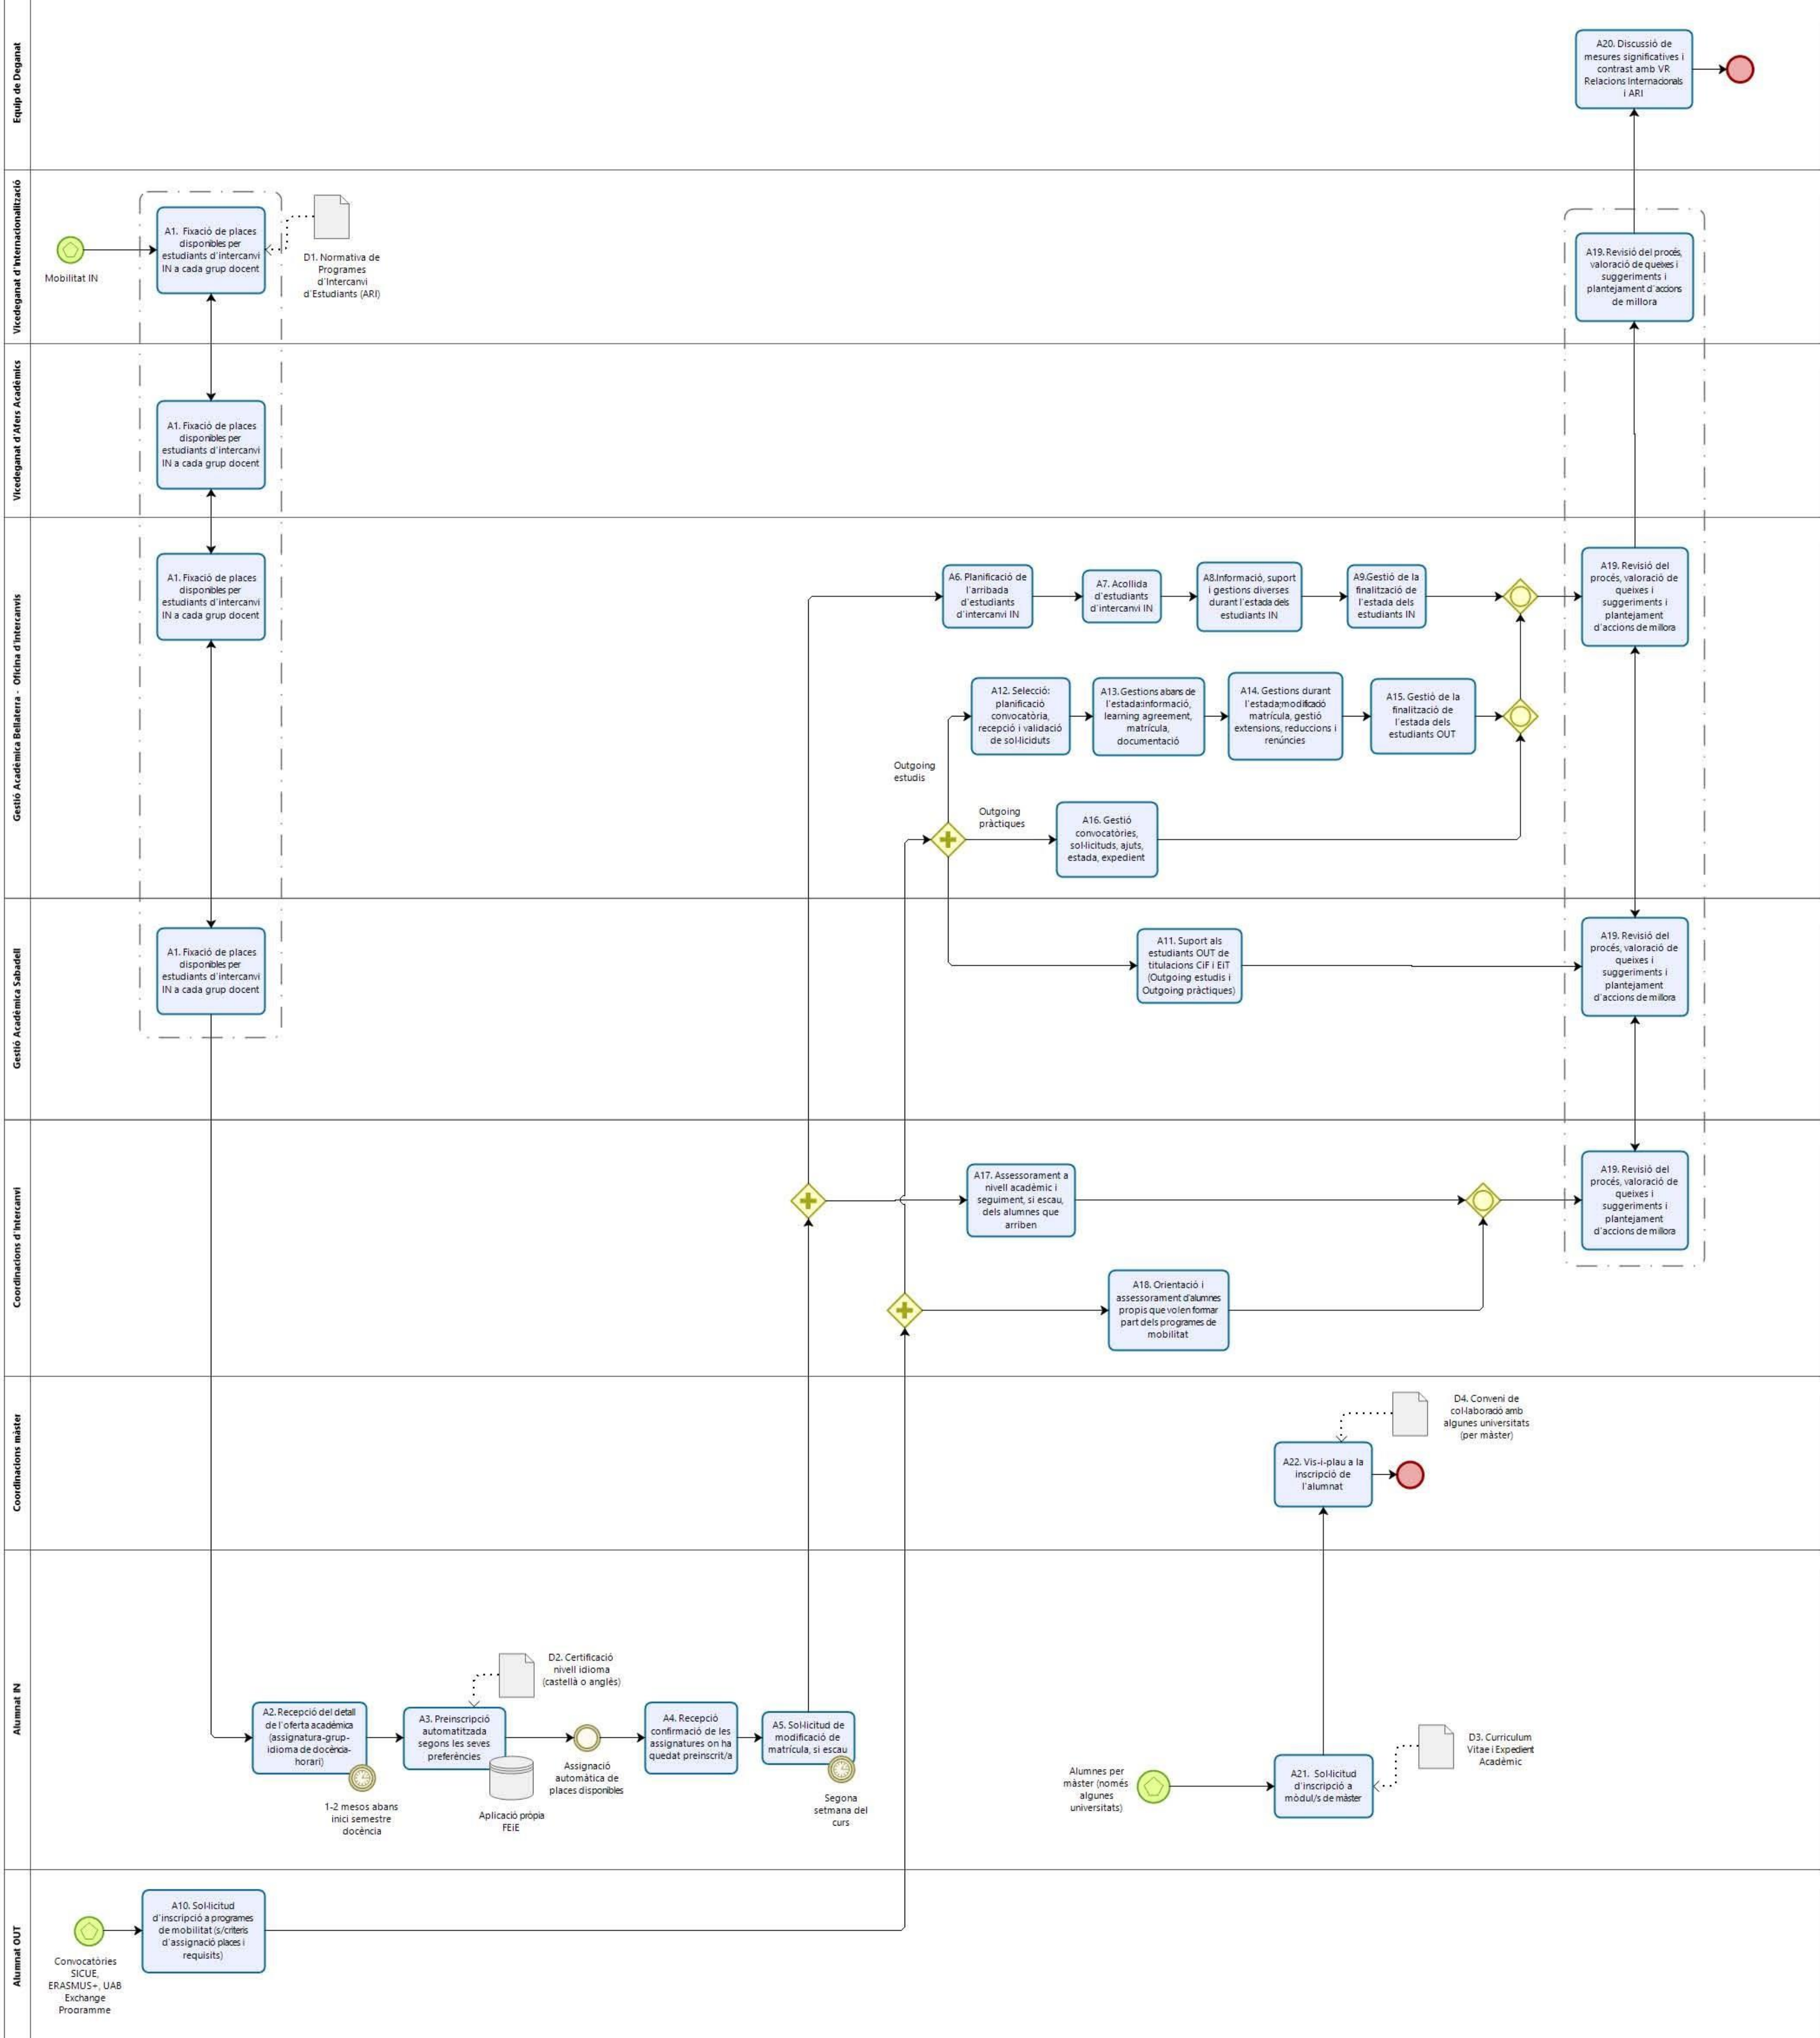 Equip de Deganat
A20. Discussió de
mesures significatives i
contrast amb VR
Relacions Internacionals
i ARI
Vicedeganat d'Internacionalització
Mobilitat IN
A1. Fixació de places
disponibles per
estudiants d'intercanvi
IN a cada grup docent
D1. Normativa de
Programes
d'Intercanvi
d'Estudiants (ARI)
A19. Revisió del procés,
valoració de queixes i
suggeriments i
plantejament d'accions
de millora
Vicedeganat d'Afers Acadèmics
A1. Fixació de places
disponibles per
estudiants d'intercanvi
IN a cada grup docent
Gestió Acadèmica Bellaterra - Oficina d'Intercanvis
A1. Fixació de places
disponibles per
estudiants d'intercanvi
IN a cada grup docent
A6. Planificació de
l'arribada
d'estudiants
d'intercanvi IN
A7. Acollida
d'estudiants
d'intercanvi IN
A8.Informació, suport
i gestions diverses
durant l'estada dels
estudiants IN
A9.Gestió de la
finalització de
l'estada dels
estudiants IN
A19. Revisió del
procés, valoració de
queixes i
suggeriments i
plantejament
d'accions de millora
A12. Selecció:
planificació
convocatòria,
recepció i validació
de sol·liciduts
A13. Gestions abans de
l'estada:informació,
learning agreement,
matrícula,
documentació
A14. Gestions durant
l'estada;modificació
matrícula, gestió
extensions, reduccions i
renúncies
A15. Gestió de la
finalització de
l'estada dels
estudiants OUT
Outgoing
estudis
Outgoing
pràctiques
A16. Gestió
convocatòries,
sol·licituds, ajuts,
estada, expedient
Gestió Acadèmica Sabadell
A1. Fixació de places
disponibles per
estudiants d'intercanvi
IN a cada grup docent
A11. Suport als
estudiants OUT de
titulacions CiF i EiT
(Outgoing estudis i
Outgoing pràctiques)
A19. Revisió del
procés, valoració de
queixes i
suggeriments i
plantejament
d'accions de millora
Coordinacions d'Intercanvi
A17. Assessorament a
nivell acadèmic i
seguiment, si escau,
dels alumnes que
arriben
A19. Revisió del
procés, valoració de
queixes i
suggeriments i
plantejament
d'accions de millora
A18. Orientació i
assessorament d'alumnes
propis que volen formar
part dels programes de
mobilitat
Coordinacions màster
D4. Conveni de
col·laboració amb
algunes universitats
(per màster)
A22. Vis-i-plau a la
inscripció de
l'alumnat
Alumnat IN
A2. Recepció del detall
de l'oferta acadèmica
(assignatura-grup-
idioma de docència-
horari)
1-2 mesos abans
inici semestre
docència
A3. Preinscripció
automatitzada
segons les seves
preferències
D2. Certificació
nivell idioma
(castellà o anglès)
Aplicació pròpia
FEiE
Assignació
automàtica de
places disponibles
A4. Recepció
confirmació de les
assignatures on ha
quedat preinscrit/a
A5. Sol·licitud de
modificació de
matrícula, si escau
Segona
setmana del
curs
Alumnes per
màster (només
algunes
universitats)
A21. Sol·licitud
d'inscripció a
mòdul/s de màster
D3. Curriculum
Vitae i Expedient
Acadèmic
Alumnat OUT
Convocatòries
SICUE,
ERASMUS+, UAB
Exchange
Programme
A10. Sol·licitud
d'inscripció a programes
de mobilitat (s/criteris
d'assignació places i
requisits)